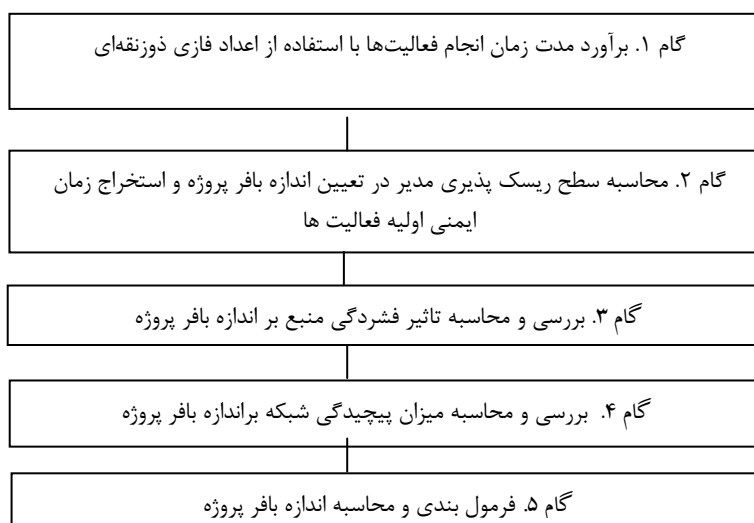 گام ۱. برآورد مدت زمان انجام فعالیت‌ها با استفاده از اعداد فازی ذوزنقه‌ای
گام ۲. محاسبه سطح ریسک پذیری مدیر در تعیین اندازه بافر پروژه و استخراج زمان
ایمنی اولیه فعالیت ها
گام ۳. بررسی و محاسبه تاثیر فشردگی منبع بر اندازه بافر پروژه
گام ۴. بررسی و محاسبه میزان پیچیدگی شبکه براندازه بافر پروژه
گام ۵. فرمول بندی و محاسبه اندازه بافر پروژه